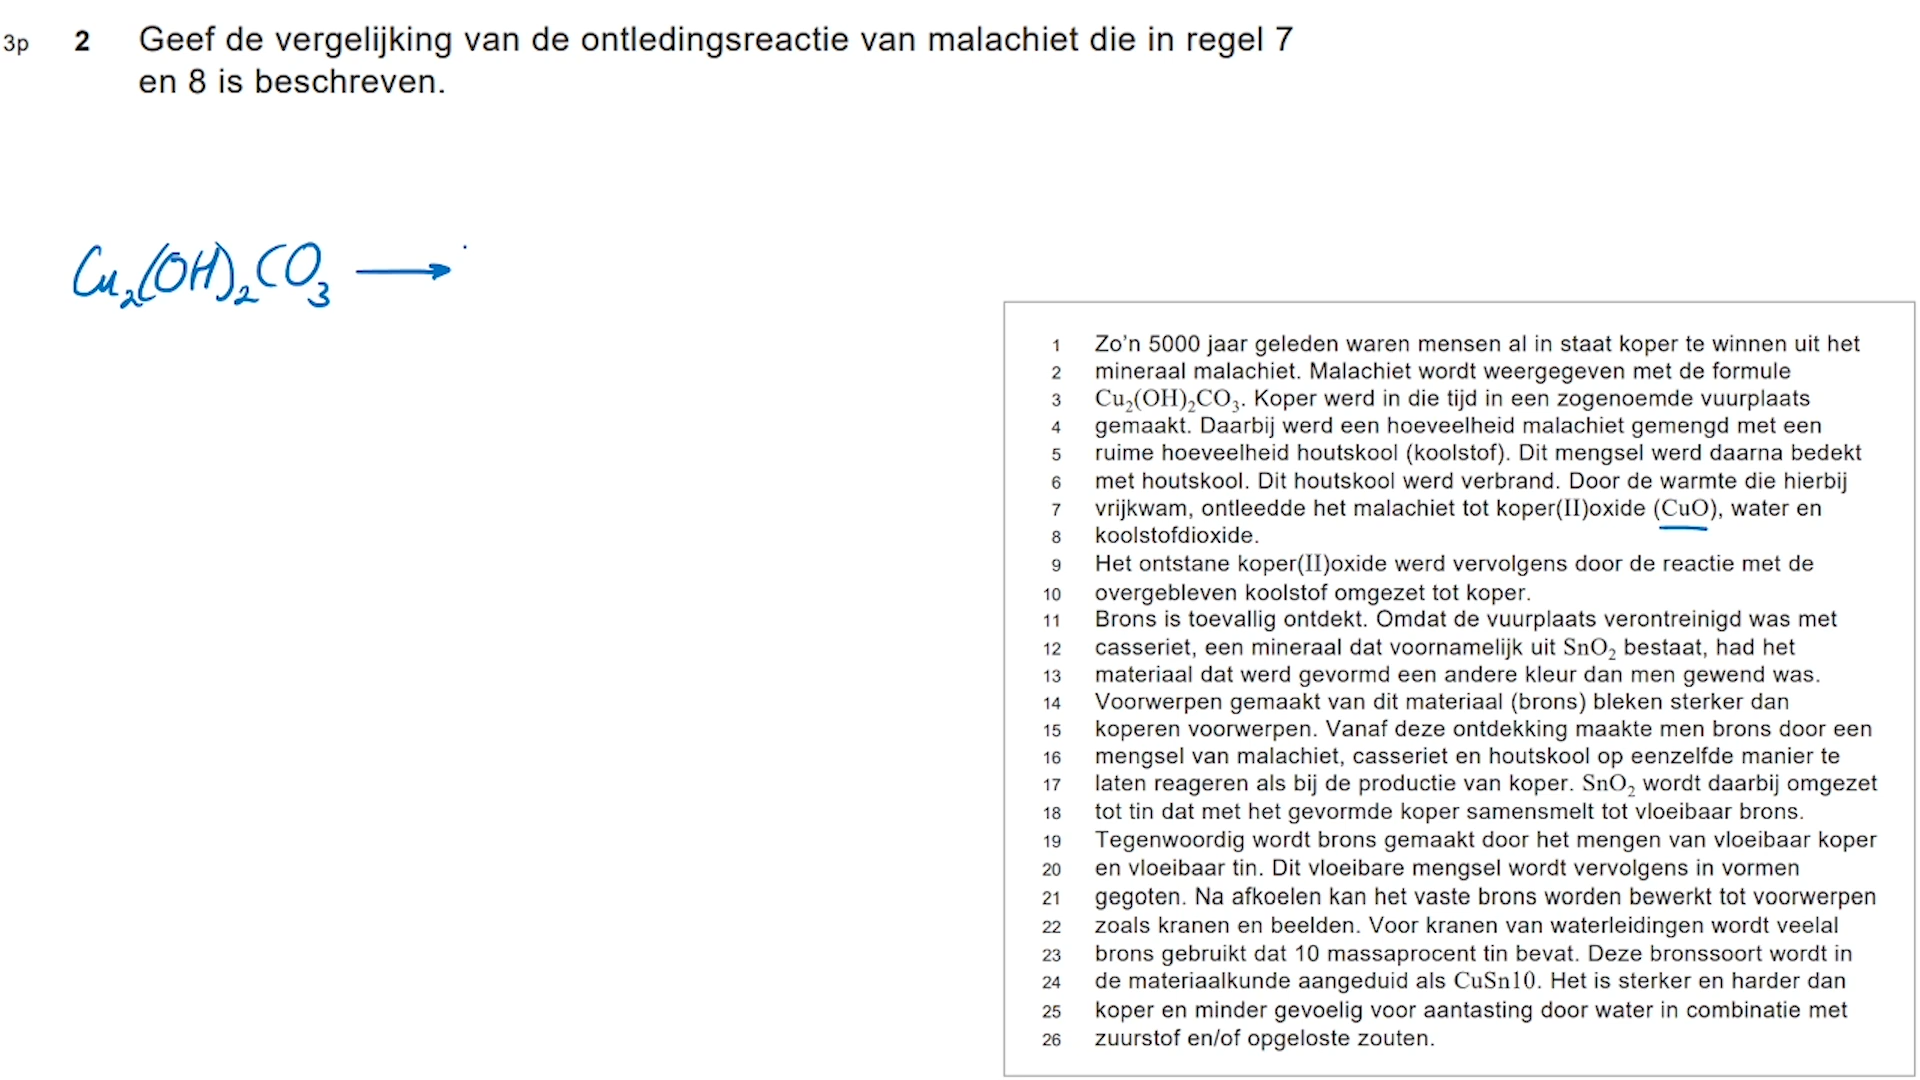 3p 2 Geef de vergelijking van de ontledingsreactie van malachiet die in regel 7
en 8 is beschreven.
Cu₂(OH)₂CO₃ ⟶
1 Zo’n 5000 jaar geleden waren mensen al in staat koper te winnen uit het
2 mineraal malachiet. Malachiet wordt weergegeven met de formule
3 Cu₂(OH)₂CO₃. Koper werd in die tijd in een zogenoemde vuurplaats
4 gemaakt. Daarbij werd een hoeveelheid malachiet gemengd met een
5 ruime hoeveelheid houtskool (koolstof). Dit mengsel werd daarna bedekt
6 met houtskool. Dit houtskool werd verbrand. Door de warmte die hierbij
7 vrijkwam, ontleedde het malachiet tot koper(II)oxide (CuO), water en
8 koolstofdioxide.
9 Het ontstane koper(II)oxide werd vervolgens door de reactie met de
10 overgebleven koolstof omgezet tot koper.
11 Brons is toevallig ontdekt. Omdat de vuurplaats verontreinigd was met
12 casseriet, een mineraal dat voornamelijk uit SnO₂ bestaat, had het
13 materiaal dat werd gevormd een andere kleur dan men gewend was.
14 Voorwerpen gemaakt van dit materiaal (brons) bleken sterker dan
15 koperen voorwerpen. Vanaf deze ontdekking maakte men brons door een
16 mengsel van malachiet, casseriet en houtskool op eenzelfde manier te
17 laten reageren als bij de productie van koper. SnO₂ wordt daarbij omgezet
18 tot tin dat met het gevormde koper samensmelt tot vloeibaar brons.
19 Tegenwoordig wordt brons gemaakt door het mengen van vloeibaar koper
20 en vloeibaar tin. Dit vloeibare mengsel wordt vervolgens in vormen
21 gegoten. Na afkoelen kan het vaste brons worden bewerkt tot voorwerpen
22 zoals kranen en beelden. Voor kranen van waterleidingen wordt veelal
23 brons gebruikt dat 10 massaprocent tin bevat. Deze bronssoort wordt in
24 de materiaalkunde aangeduid als CuSn10. Het is sterker en harder dan
25 koper en minder gevoelig voor aantasting door water in combinatie met
26 zuurstof en/of opgeloste zouten.